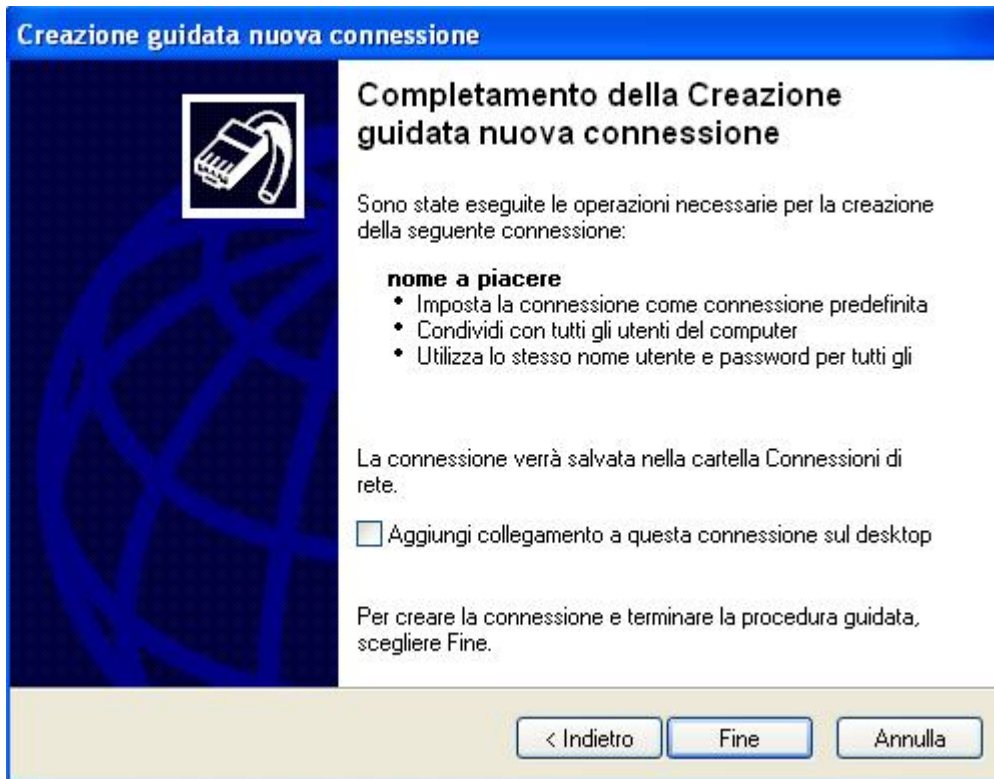 Creazione guidata nuova connessione
Completamento della Creazione
guidata nuova connessione
Sono state eseguite le operazioni necessarie per la creazione
della seguente connessione:
nome a piacere
• Imposta la connessione come connessione predefinita
• Condividi con tutti gli utenti del computer
• Utilizza lo stesso nome utente e password per tutti gli
La connessione verrà salvata nella cartella Connessioni di
rete.
Aggiungi collegamento a questa connessione sul desktop
Per creare la connessione e terminare la procedura guidata,
scegliere Fine.
< Indietro Fine Annulla